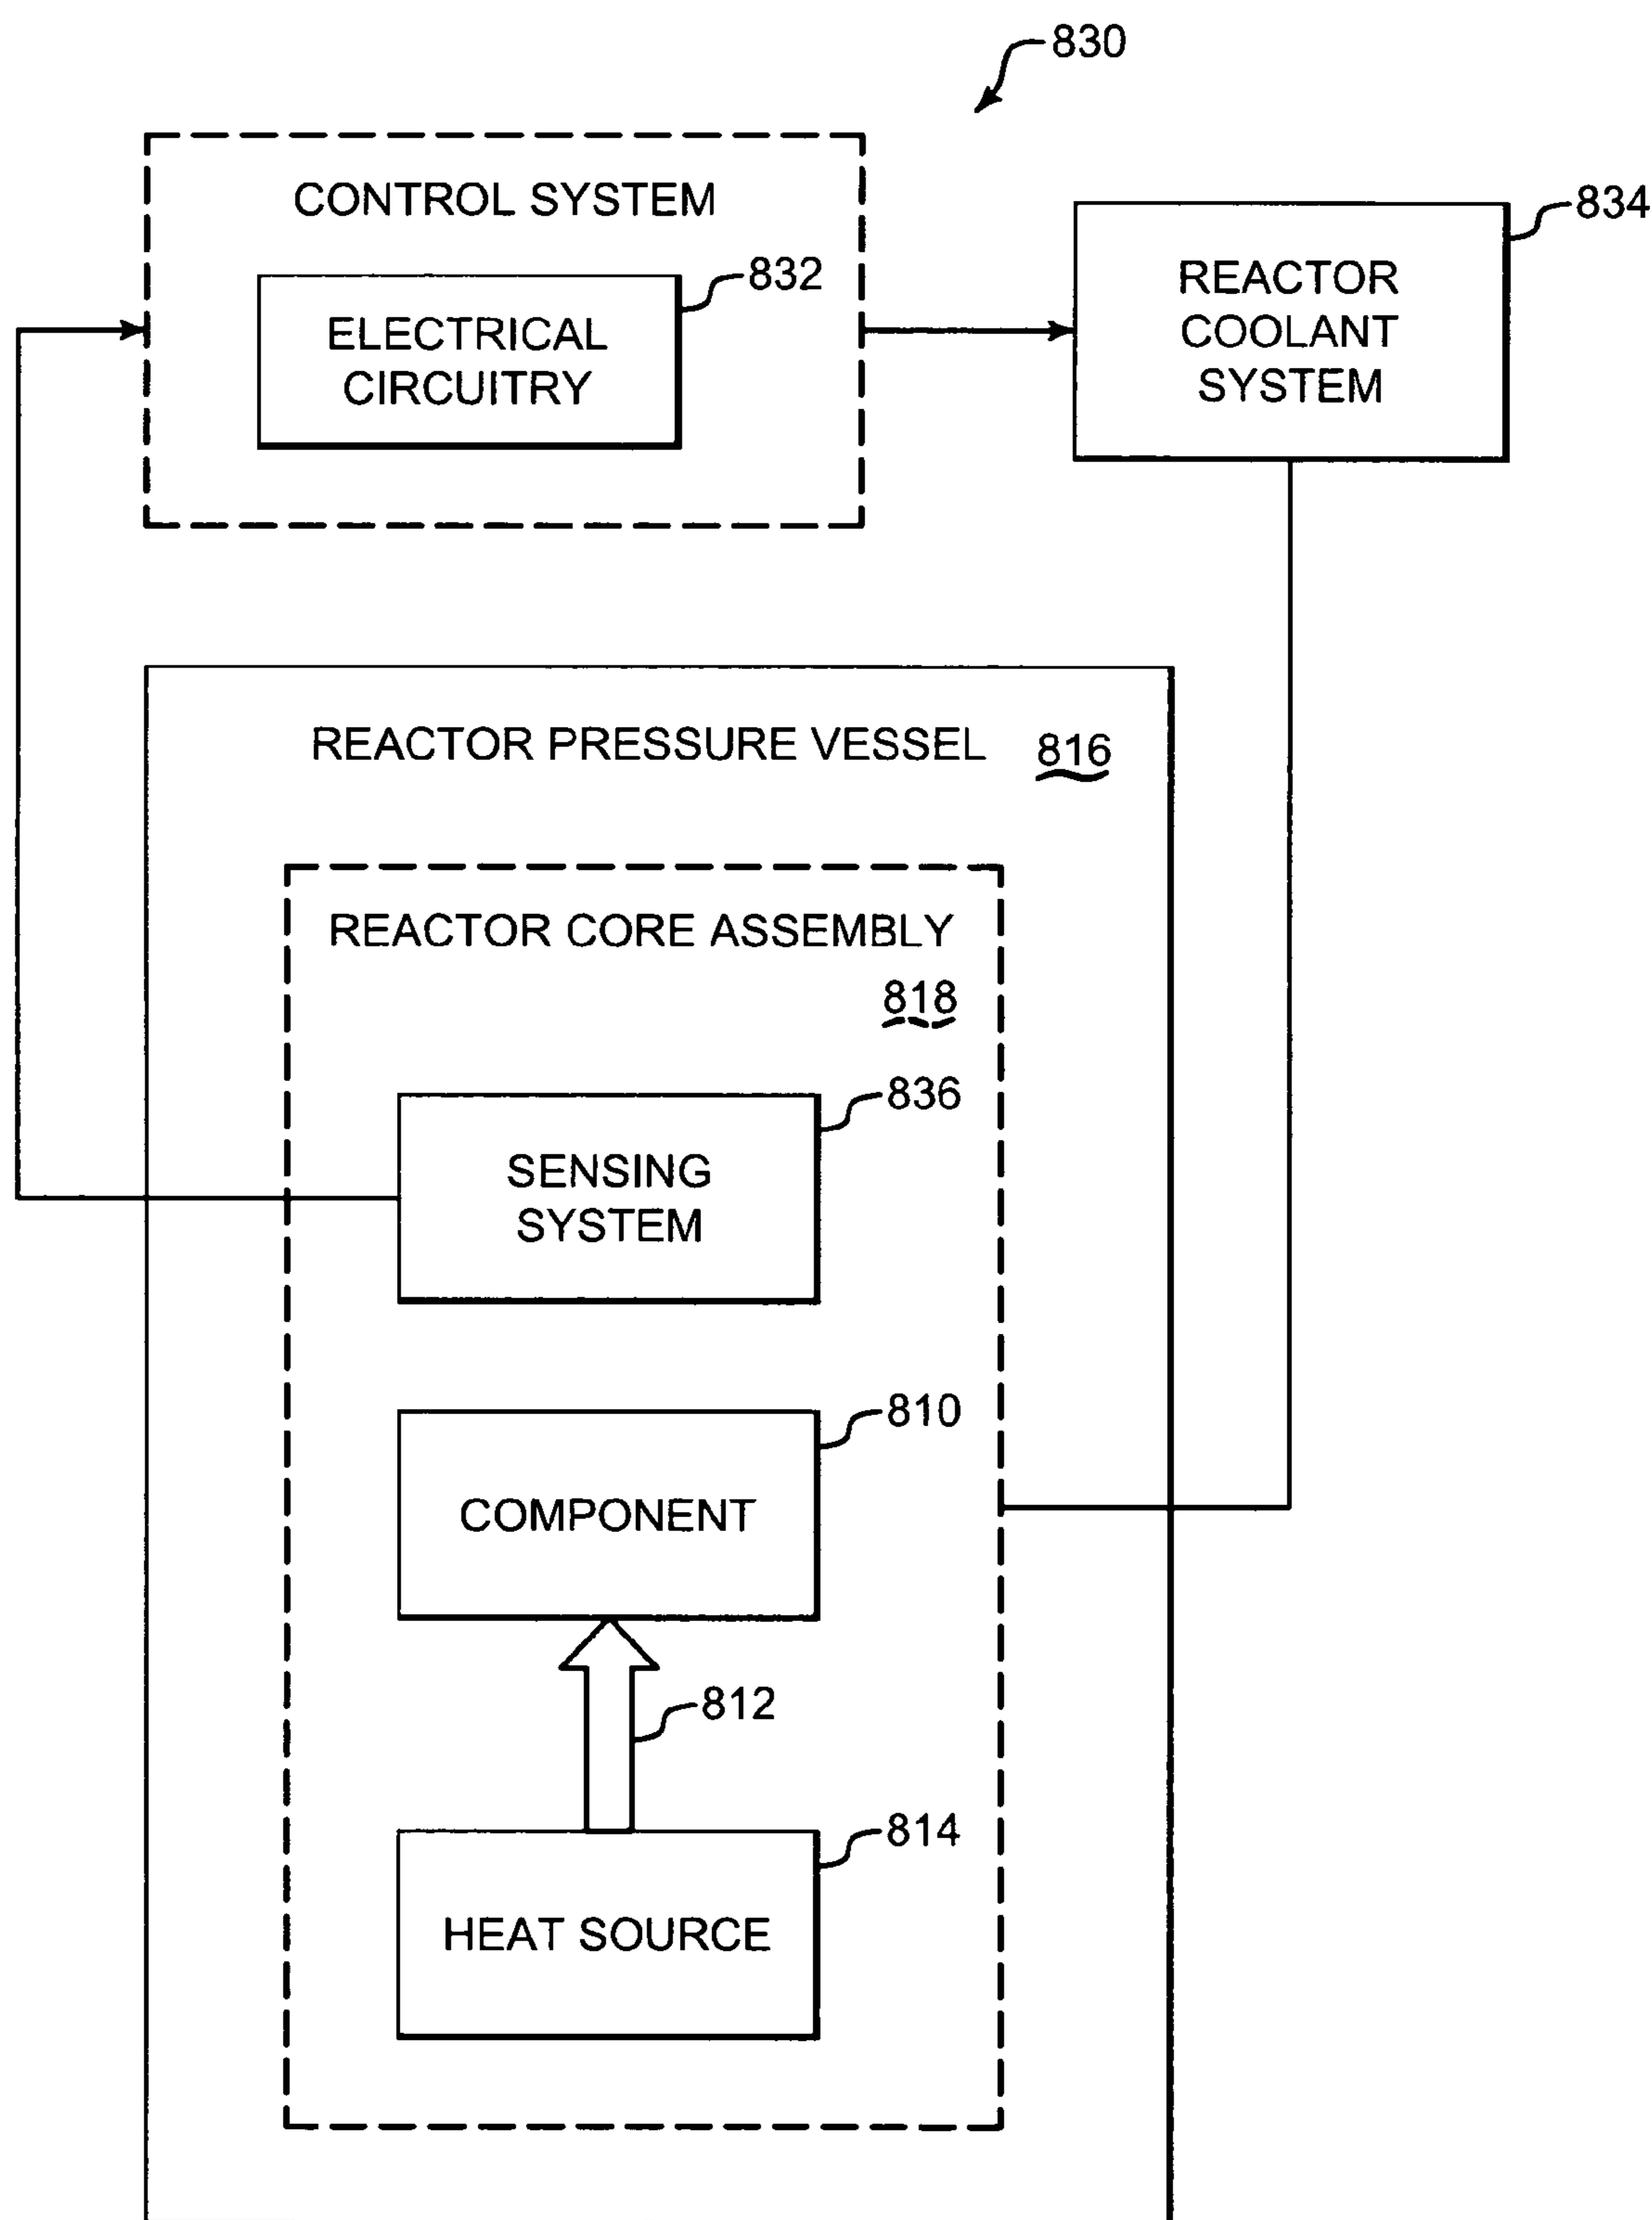 830
CONTROL SYSTEM
834
REACTOR
COOLANT
SYSTEM
832
ELECTRICAL
CIRCUITRY
REACTOR PRESSURE VESSEL
816
REACTOR CORE ASSEMBLY
818
836
SENSING
SYSTEM
810
COMPONENT
812
814
HEAT SOURCE